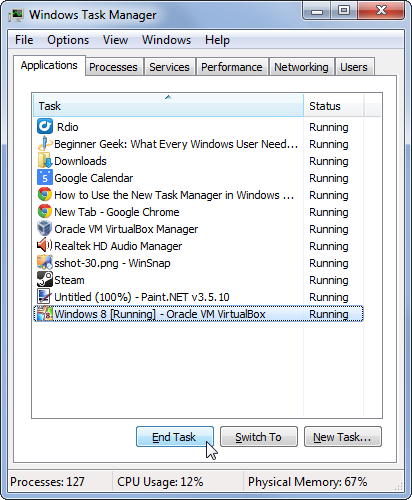 Windows Task Manager
File Options View Windows Help
Applications Processes Services Performance Networking Users
Task Status
Rdio Running
Beginner Geek: What Every Windows User Need... Running
Downloads Running
5 Google Calendar Running
How to Use the New Task Manager in Windows ... Running
New Tab - Google Chrome Running
Oracle VM VirtualBox Manager Running
Realtek HD Audio Manager Running
sshot-30.png - WinSnap Running
Steam Running
Untitled (100%) - Paint.NET v3.5.10 Running
Windows 8 [Running] - Oracle VM VirtualBox Running
End Task Switch To New Task...
Processes: 127 CPU Usage: 12% Physical Memory: 67%